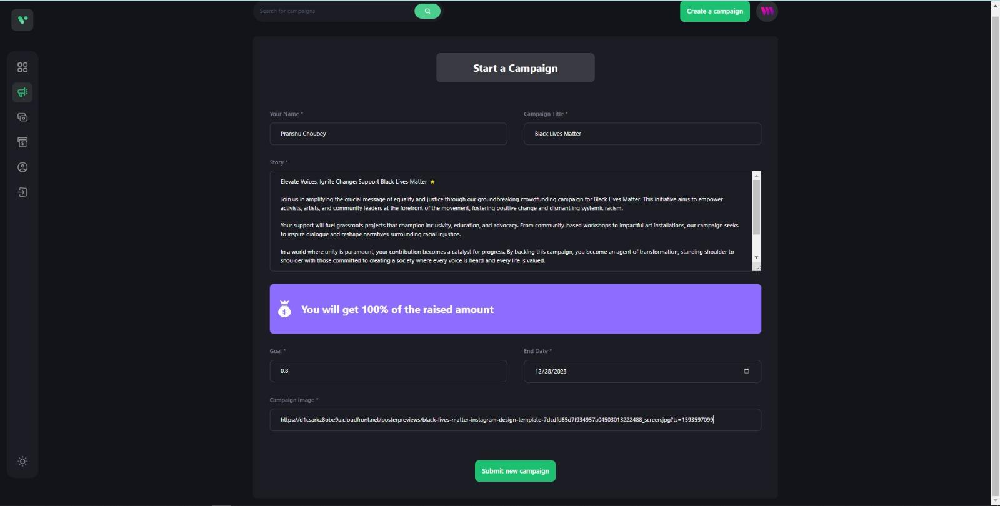 Search for campaigns
Create a campaign
Start a Campaign
Your Name *
Campaign Title *
Pranshu Choubey
Black Lives Matter
Story *
Elevate Voices, Ignite Change: Support Black Lives Matter ⭐
Join us in amplifying the crucial message of equality and justice through our groundbreaking crowdfunding campaign for Black Lives Matter. This initiative aims to empower
activists, artists, and community leaders at the forefront of the movement, fostering positive change and dismantling systemic racism.
Your support will fuel grassroots projects that champion inclusivity, education, and advocacy. From community-based workshops to impactful art installations, our campaign seeks
to inspire dialogue and reshape narratives surrounding racial injustice.
In a world where unity is paramount, your contribution becomes a catalyst for progress. By backing this campaign, you become an agent of transformation, standing shoulder to
shoulder with those committed to creating a society where every voice is heard and every life is valued.
$ You will get 100% of the raised amount
Goal *
End Date *
0.8
12/28/2023
Campaign image *
https://d1csarkz8obe9u.cloudfront.net/posterpreviews/black-lives-matter-instagram-design-template-7dcdfd65d7f934957a04503013222488_screen.jpg?ts=1593597099
Submit new campaign